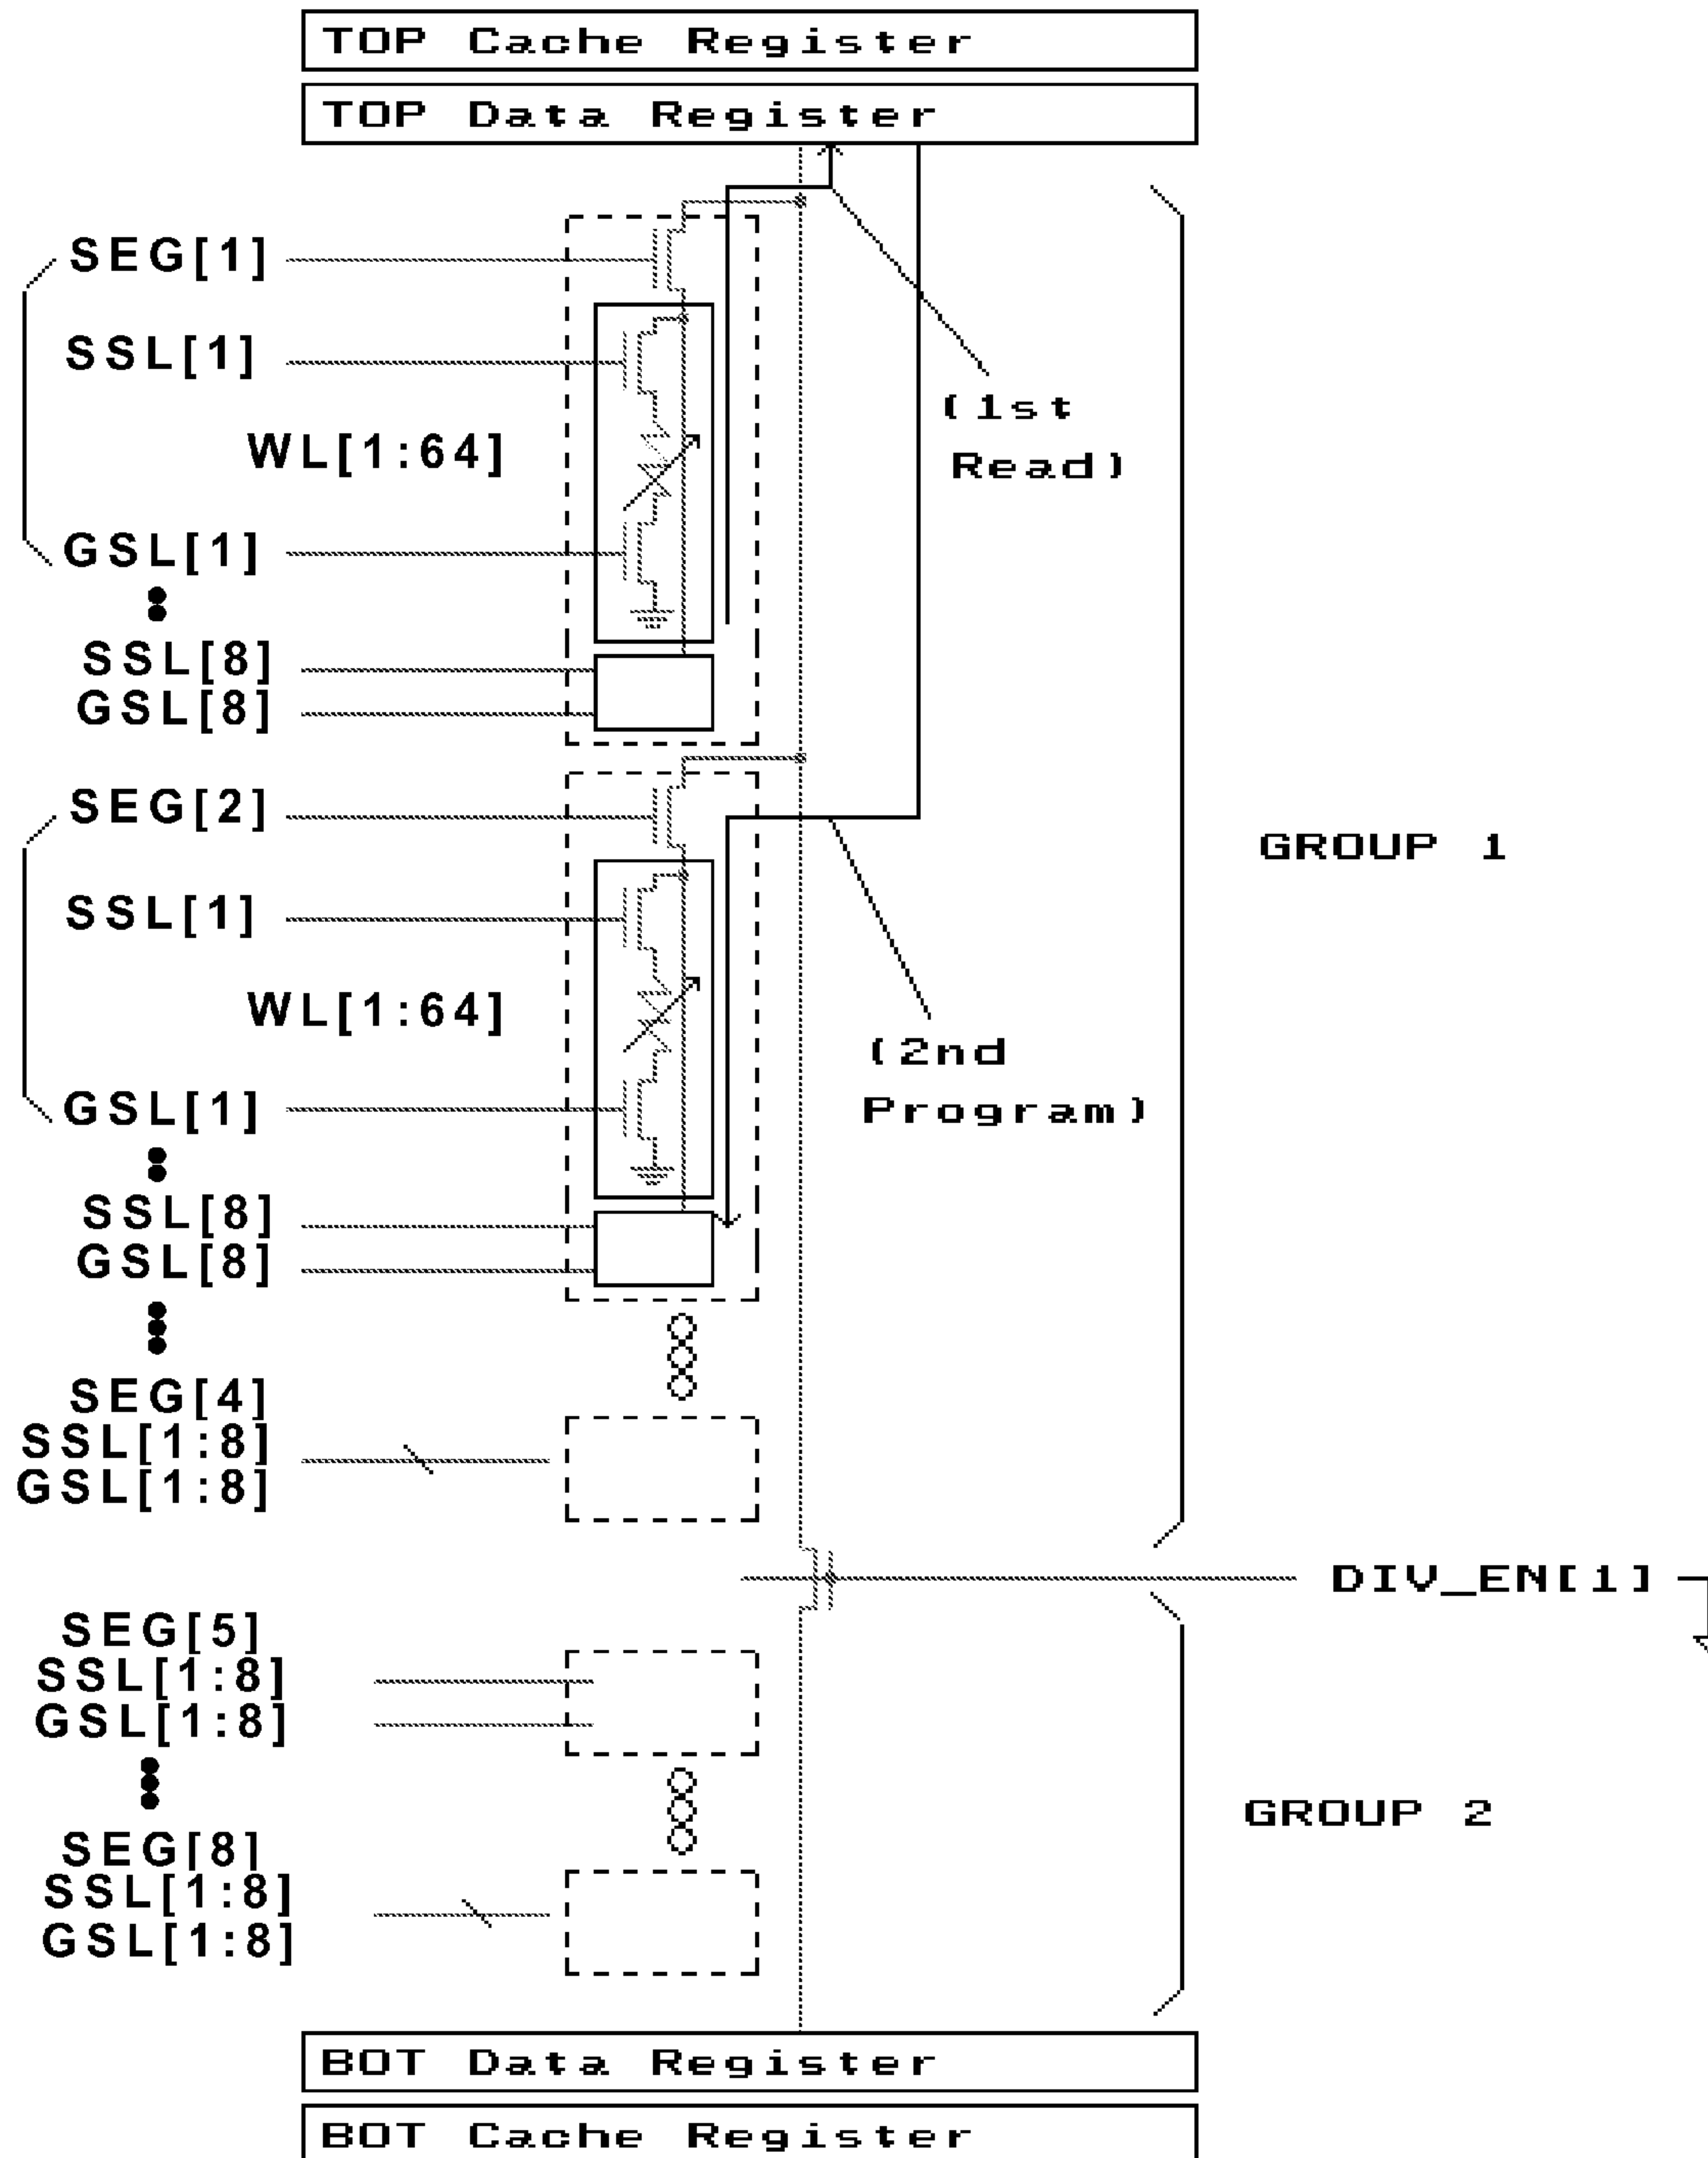 TOP Cache Register
TOP Data Register
SEG[1]
SSL[1]
(1st
Read)
WL[1:64]
GSL[1]
SSL[8]
GSL[8]
SEG[2]
GROUP 1
SSL[1]
WL[1:64]
(2nd
Program)
GSL[1]
SSL[8]
GSL[8]
SEG[4]
SSL[1:8]
GSL[1:8]
DIV_EN[1]
SEG[5]
SSL[1:8]
GSL[1:8]
GROUP 2
SEG[8]
SSL[1:8]
GSL[1:8]
BOT Data Register
BOT Cache Register